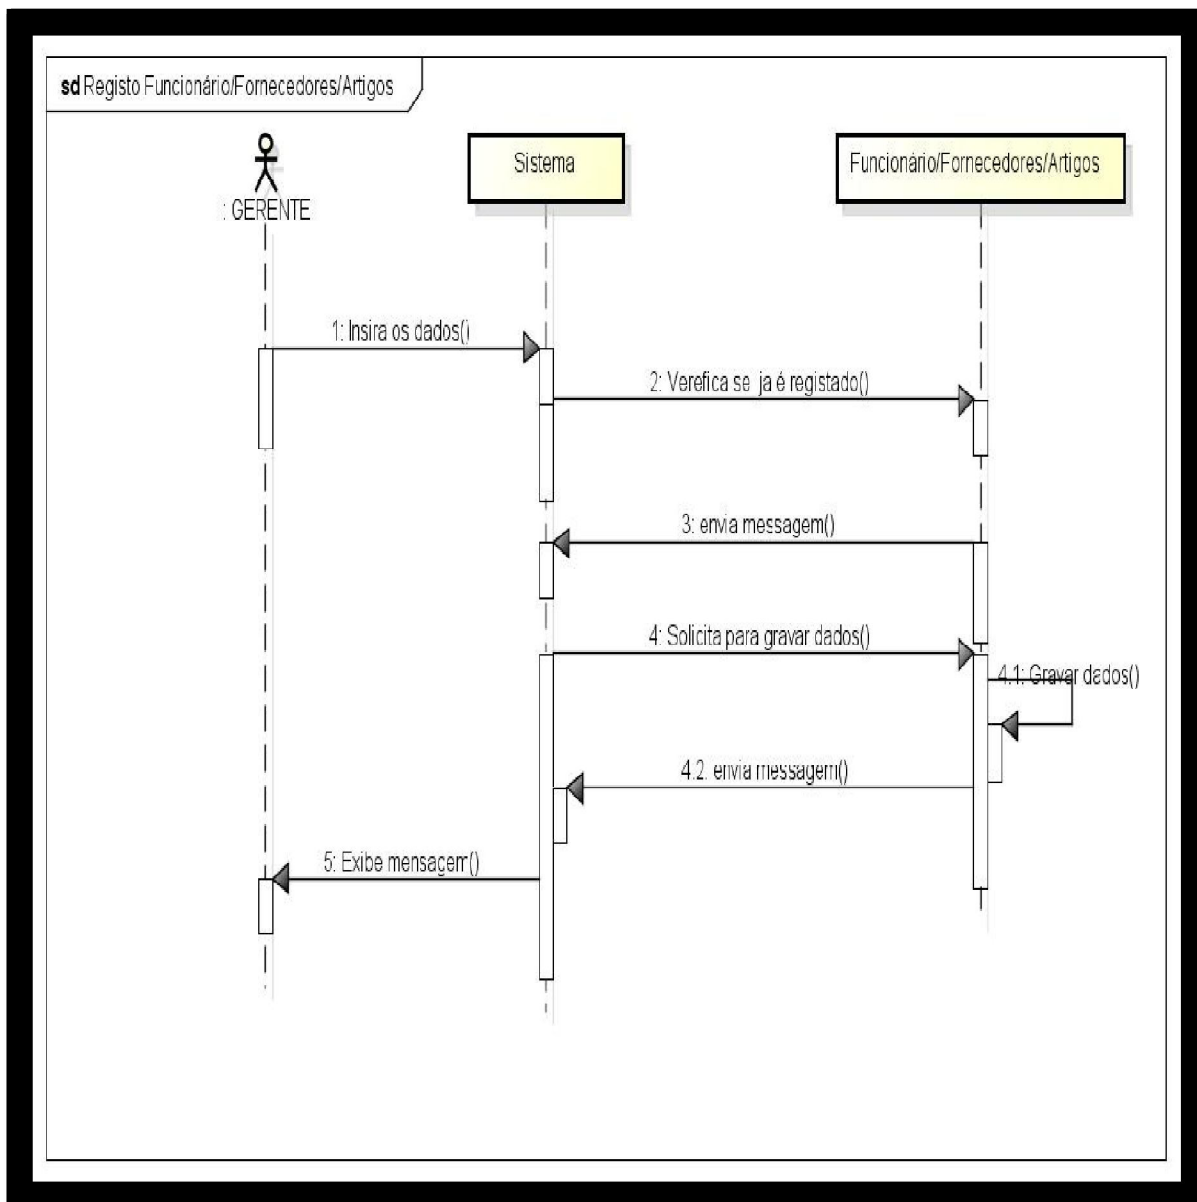 sd Registo Funcionário/Fornecedores/Artigos
: GERENTE
Sistema
Funcionário/Fornecedores/Artigos
1: Insira os dados()
2: Verefica se ja é registado()
3: envia messagem()
4: Solicita para gravar dados()
4.1: Gravar dados()
4.2: envia messagem()
5: Exibe mensagem()